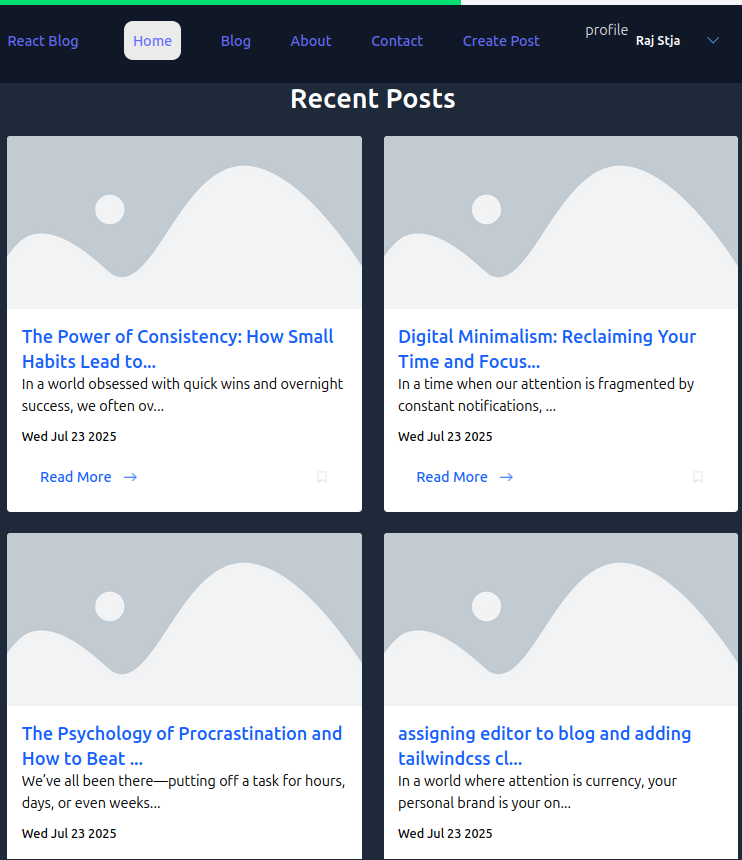 React Blog Home Blog About Contact Create Post profile Raj Stja
Recent Posts
The Power of Consistency: How Small
Habits Lead to...
In a world obsessed with quick wins and overnight
success, we often ov...
Wed Jul 23 2025
Read More →
Digital Minimalism: Reclaiming Your
Time and Focus...
In a time when our attention is fragmented by
constant notifications, ...
Wed Jul 23 2025
Read More →
The Psychology of Procrastination and
How to Beat ...
We’ve all been there—putting off a task for hours,
days, or even weeks...
Wed Jul 23 2025
assigning editor to blog and adding
tailwindcss cl...
In a world where attention is currency, your
personal brand is your on...
Wed Jul 23 2025